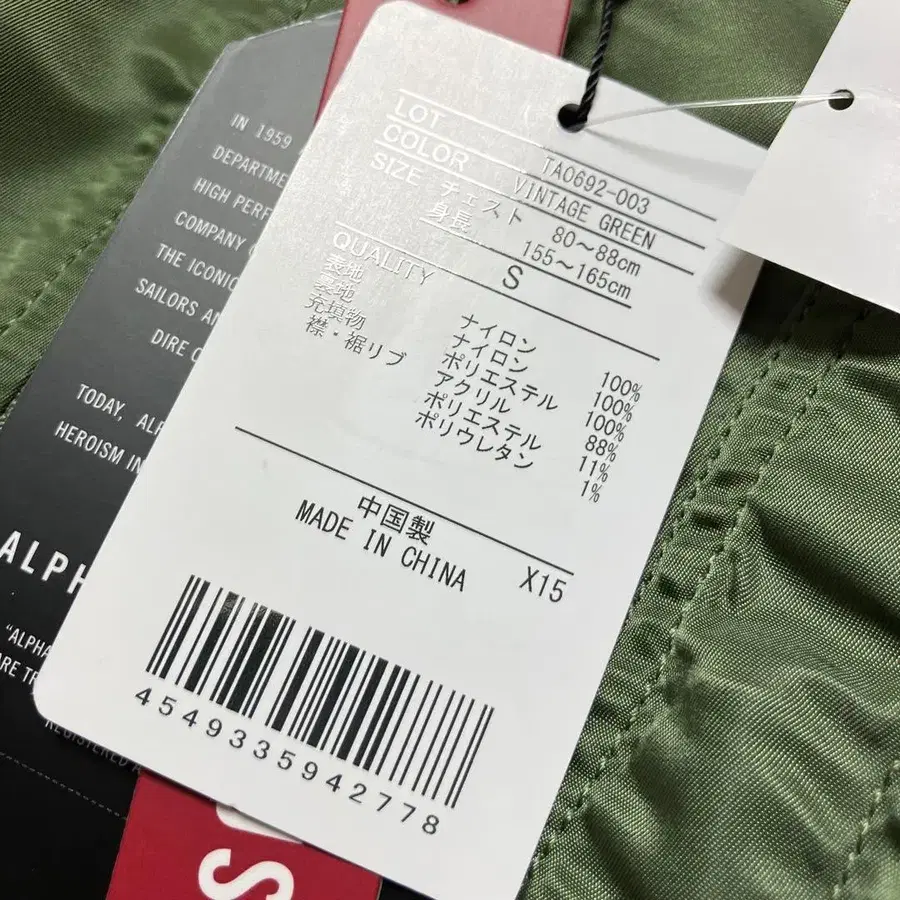 LOT TA0692-003
COLOR VINTAGE GREEN
SIZE チェスト 80～88cm
身長 155～165cm
S
QUALITY
表地 ナイロン 100%
裏地 ナイロン 100%
充填物 ポリエステル 100%
襟・裾リブ アクリル 88%
ポリエステル 11%
ポリウレタン 1%
中国製
MADE IN CHINA X15
4549335942778
IN 1959
HIGH
COMPANY
THE ICONIC
SAILORS
DIRE
TODAY,
HEROISM IN
ALPH
"ALPHA
ARE
REGISTERED
S